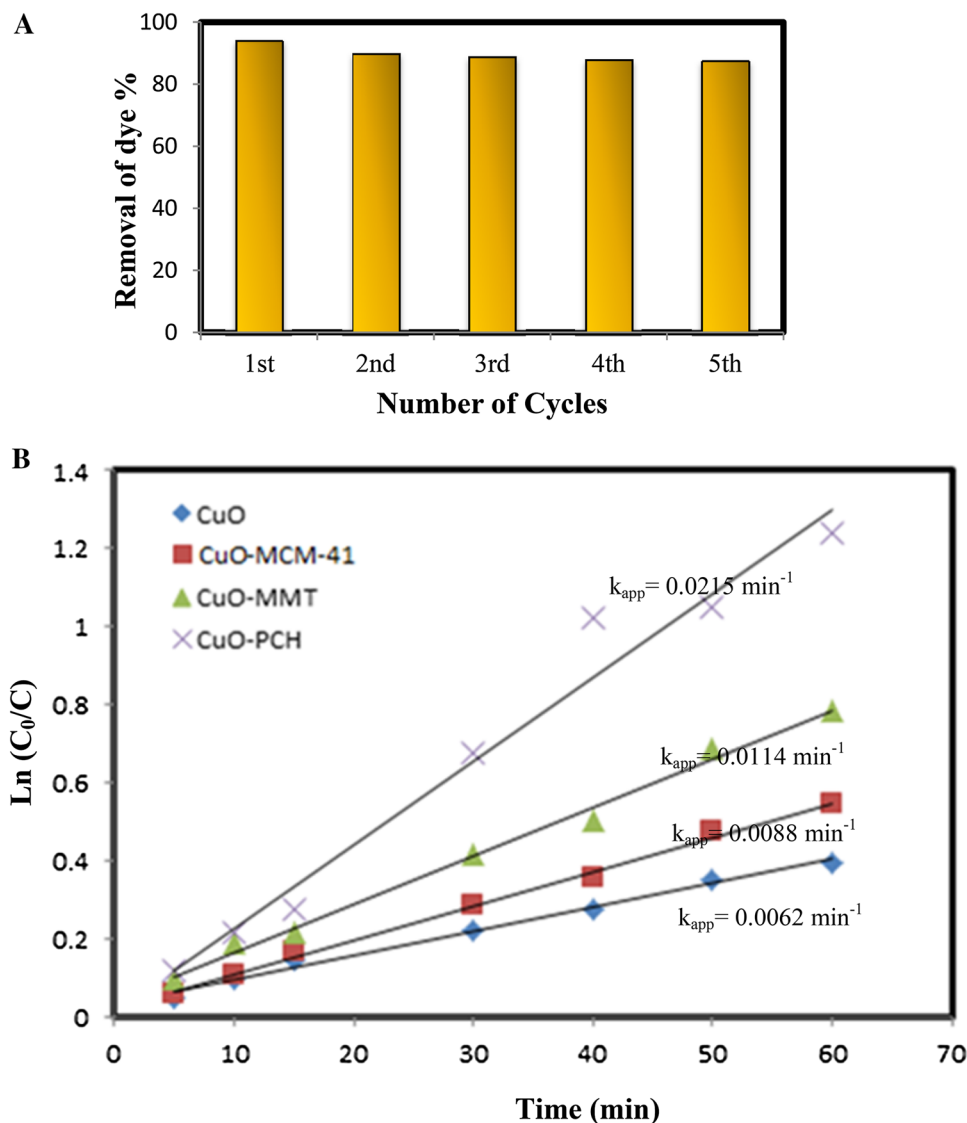 A
100
80
60
40
20
0
Removal of dye %
1st 2nd 3rd 4th 5th
Number of Cycles
B
1.4
1.2
1
0.8
0.6
0.4
0.2
0
Ln (C₀/C)
CuO
CuO-MCM-41
CuO-MMT
CuO-PCH
kapp= 0.0215 min⁻¹
kapp= 0.0114 min⁻¹
kapp= 0.0088 min⁻¹
kapp= 0.0062 min⁻¹
0 10 20 30 40 50 60 70
Time (min)